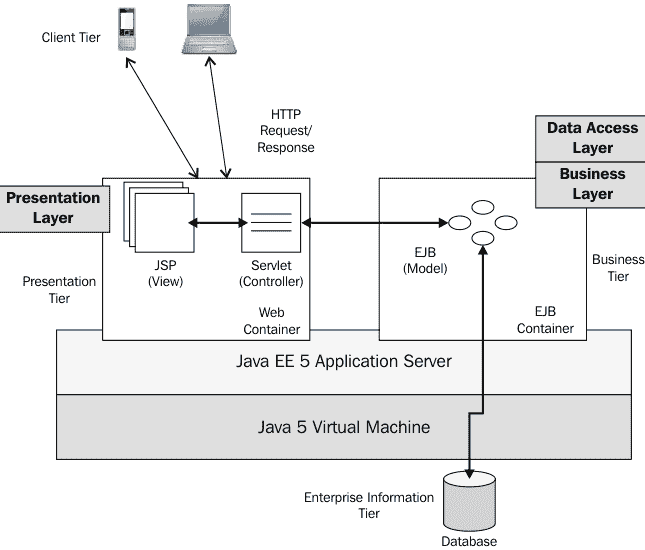 Client Tier
HTTP
Request/
Response
Data Access
Layer
Business
Layer
Presentation
Layer
JSP
(View)
Servlet
(Controller)
EJB
(Model)
Business
Tier
Presentation
Tier
Web
Container
EJB
Container
Java EE 5 Application Server
Java 5 Virtual Machine
Enterprise Information
Tier
Database